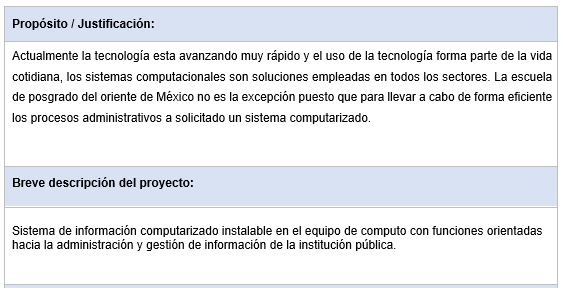 Propósito / Justificación:
Actualmente la tecnología esta avanzando muy rápido y el uso de la tecnología forma parte de la vida
cotidiana, los sistemas computacionales son soluciones empleadas en todos los sectores. La escuela
de posgrado del oriente de México no es la excepción puesto que para llevar a cabo de forma eficiente
los procesos administrativos a solicitado un sistema computarizado.
Breve descripción del proyecto:
Sistema de información computarizado instalable en el equipo de computo con funciones orientadas
hacia la administración y gestión de información de la institución pública.